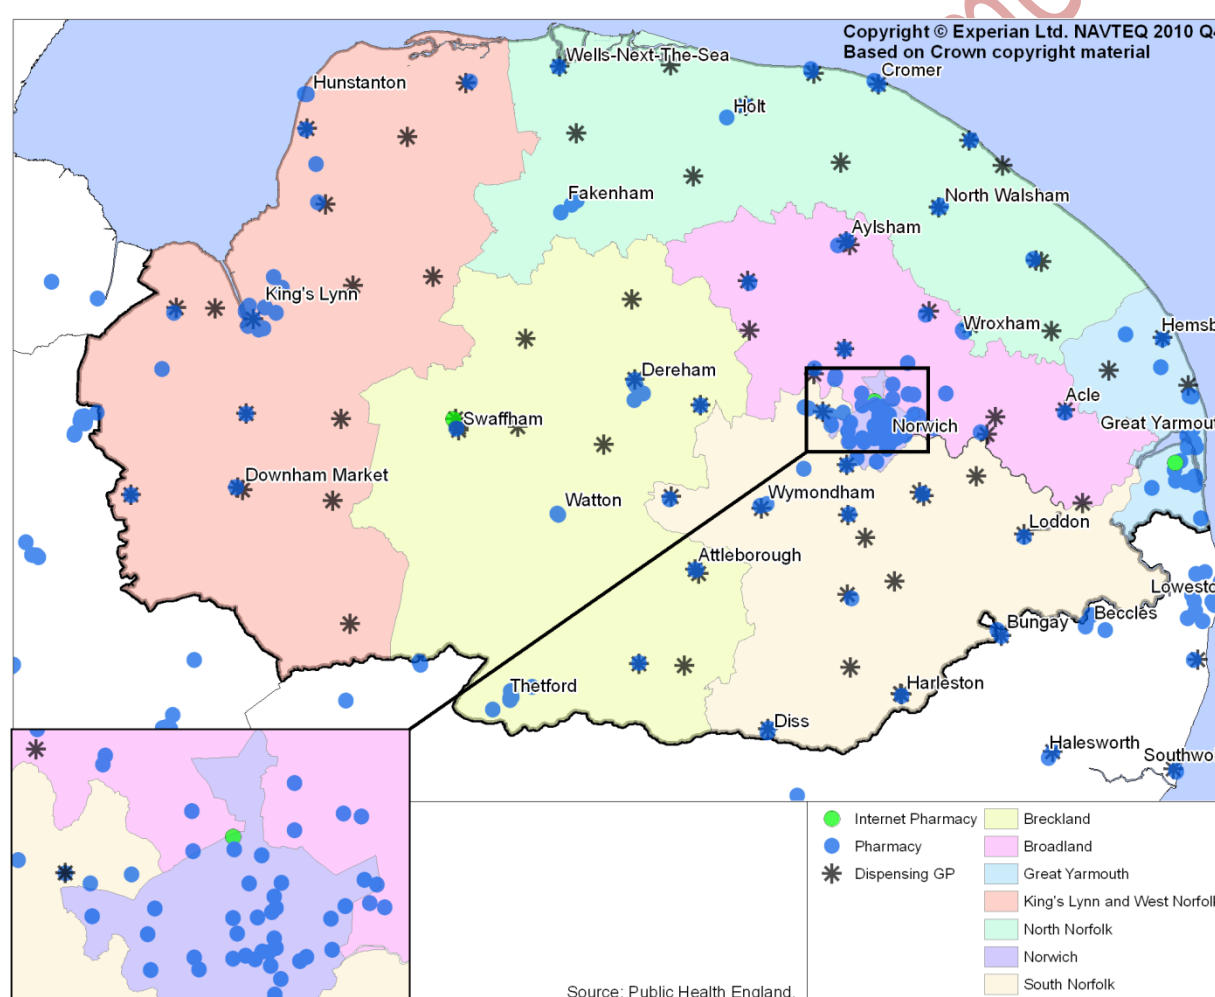 Copyright © Experian Ltd. NAVTEQ 2010 Q4
Based on Crown copyright material
Wells-Next-The-Sea
Cromer
Hunstanton
Holt
Fakenham
North Walsham
Aylsham
King's Lynn
Wroxham
Hemsb
Dereham
Acle
Swaffham
Great Yarmout
Norwich
Downham Market
Watton
Wymondham
Loddon
Attleborough
Lowesto
Beccles
Bungay
Thetford
Harleston
Diss
Halesworth
Southwo
Internet Pharmacy
Pharmacy
Dispensing GP
Breckland
Broadland
Great Yarmouth
King's Lynn and West Norfolk
North Norfolk
Norwich
South Norfolk
Source: Public Health England.